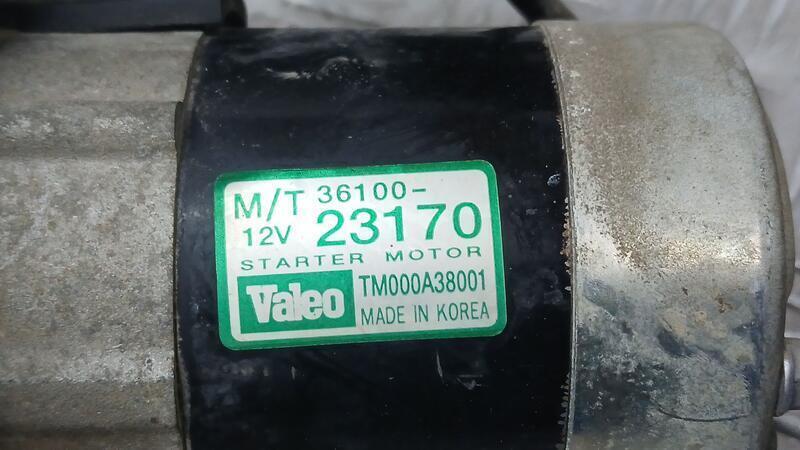 M/T 36100-
12V 23170
STARTER MOTOR
Valeo TM000A38001
MADE IN KOREA